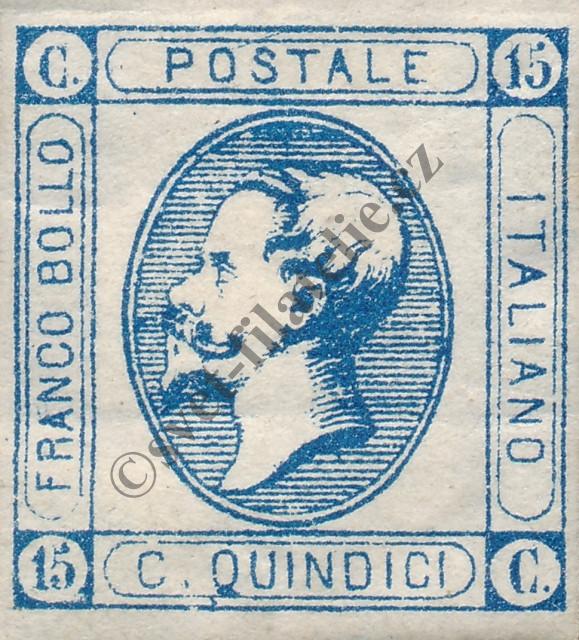 C.
POSTALE
15
FRANCO BOLLO
ITALIANO
15
C. QUINDICI
C.
©svet-filatelie.cz